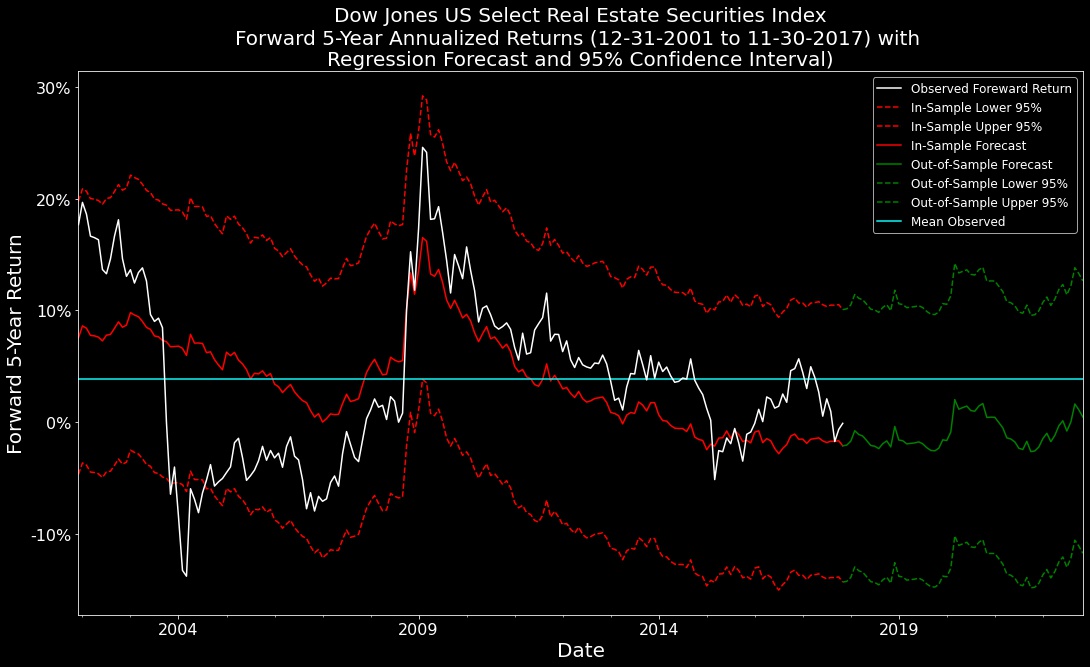 Dow Jones US Select Real Estate Securities Index
Forward 5-Year Annualized Returns (12-31-2001 to 11-30-2017) with
Regression Forecast and 95% Confidence Interval)
Observed Foreward Return
In-Sample Lower 95%
In-Sample Upper 95%
In-Sample Forecast
Out-of-Sample Forecast
Out-of-Sample Lower 95%
Out-of-Sample Upper 95%
Mean Observed
Forward 5-Year Return
30%
20%
10%
0%
-10%
2004
2009
2014
2019
Date